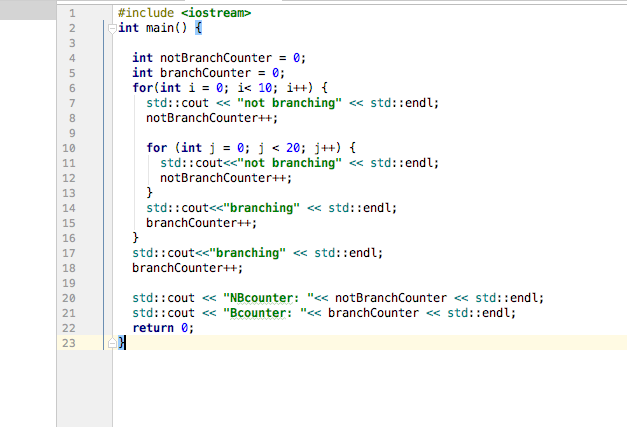 1 #include <iostream>
2 int main() {
3
4 int notBranchCounter = 0;
5 int branchCounter = 0;
6 for(int i = 0; i< 10; i++) {
7 std::cout << "not branching" << std::endl;
8 notBranchCounter++;
9
10 for (int j = 0; j < 20; j++) {
11 std::cout<<"not branching" << std::endl;
12 notBranchCounter++;
13 }
14 std::cout<<"branching" << std::endl;
15 branchCounter++;
16 }
17 std::cout<<"branching" << std::endl;
18 branchCounter++;
19
20 std::cout << "NBcounter: "<< notBranchCounter << std::endl;
21 std::cout << "Bcounter: "<< branchCounter << std::endl;
22 return 0;
23 }